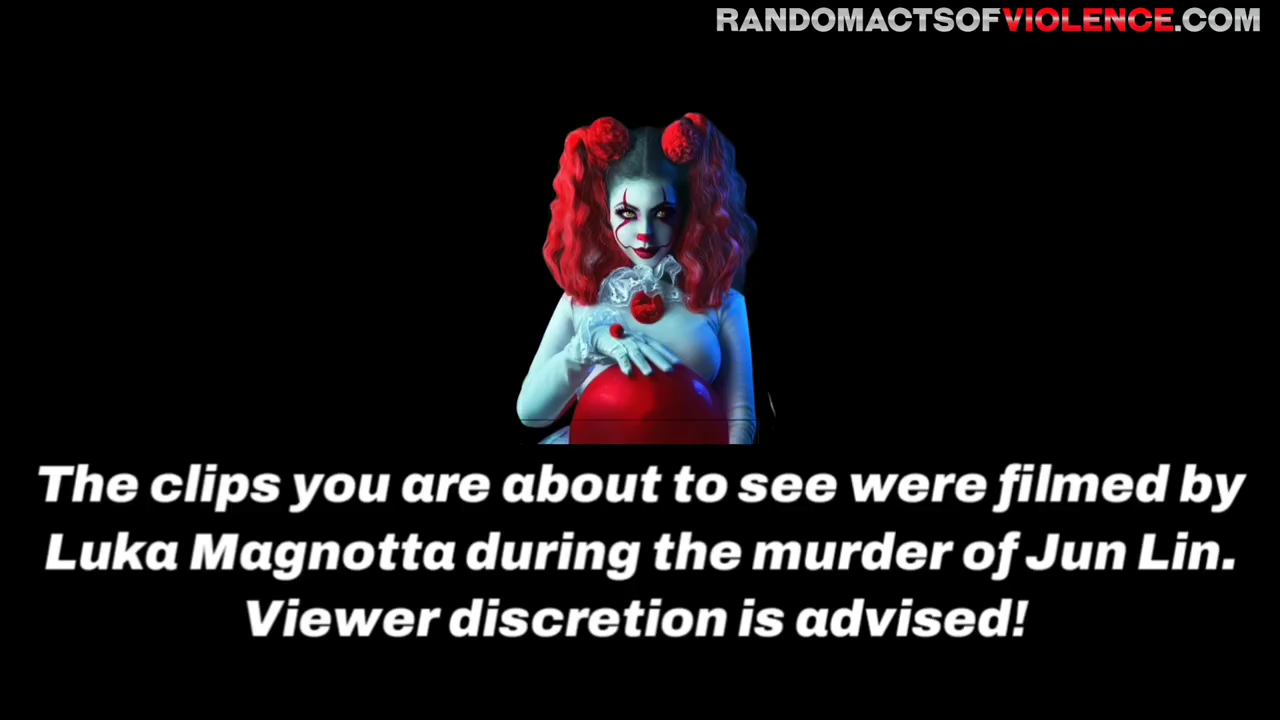 RANDOMACTSOFVIOLENCE.COM
The clips you are about to see were filmed by
Luka Magnotta during the murder of Jun Lin.
Viewer discretion is advised!